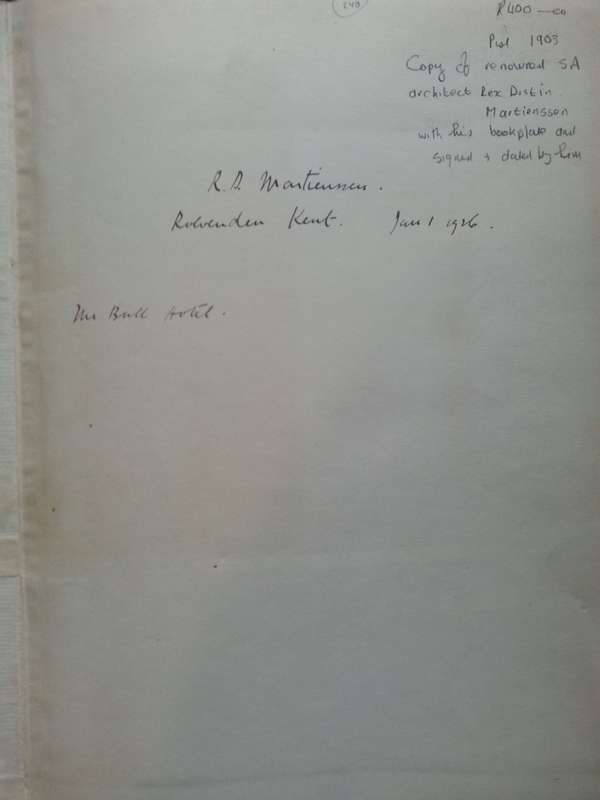 240
R400—00
Pub 1903
Copy of renowned SA
architect Rex Distin
Martienssen
with his bookplate and
signed & dated by him
R. D. Martienssen.
Rolvenden Kent. Jan 1 1926.
The Bull Hotel.